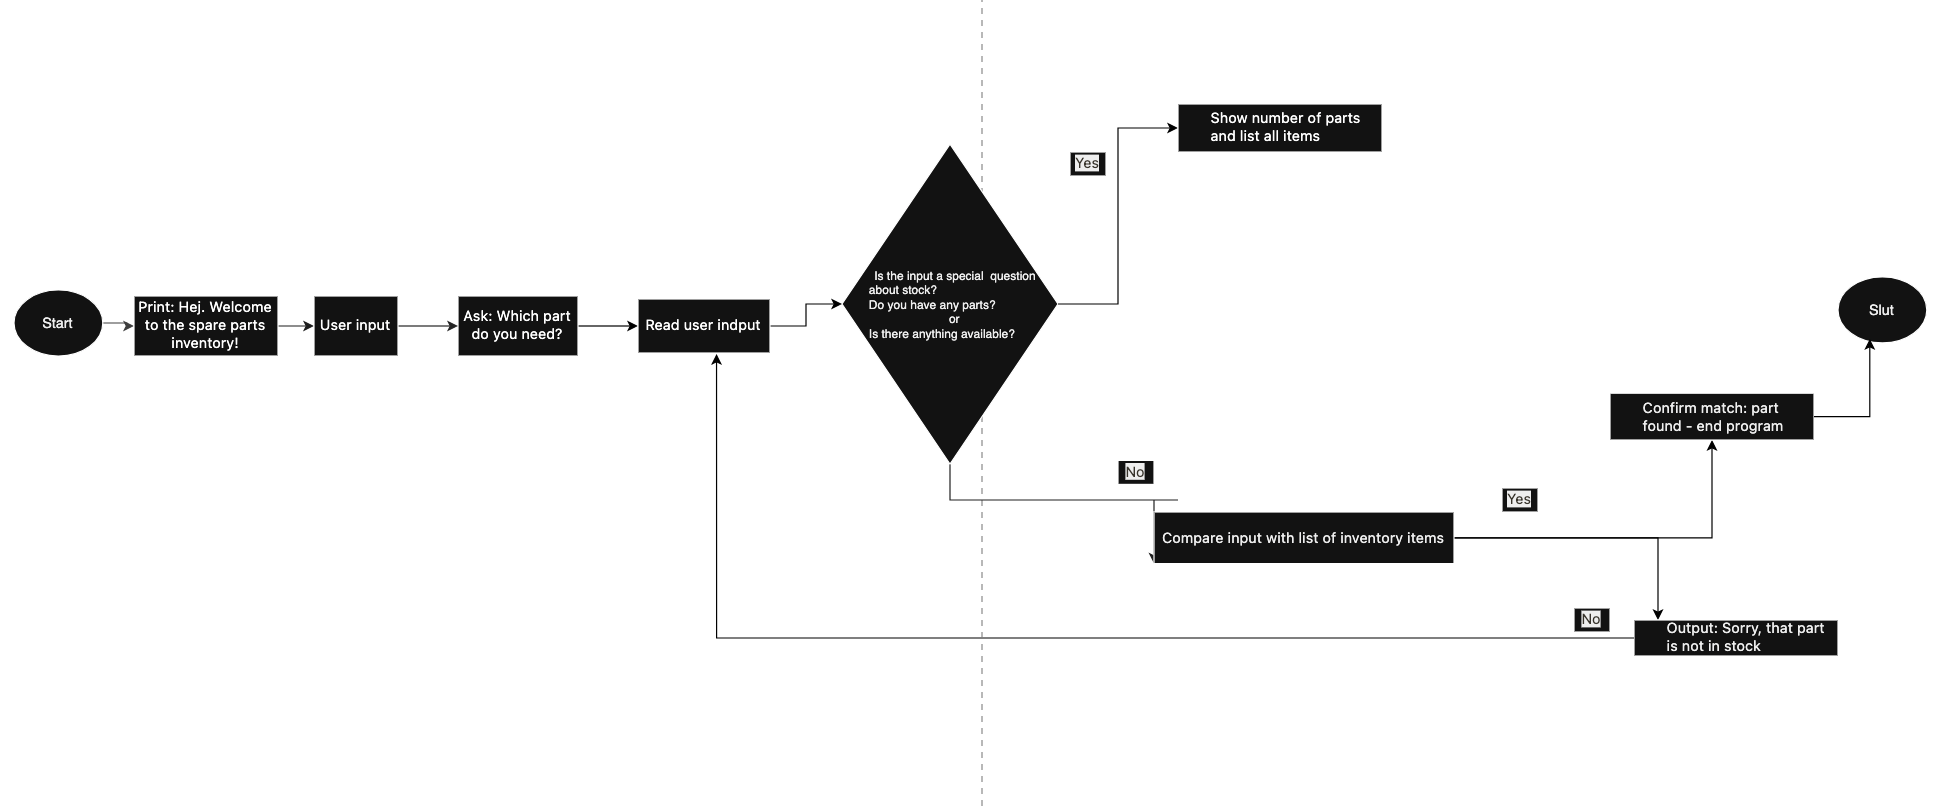 Start
Print: Hej. Welcome
to the spare parts
inventory!
User input
Ask: Which part
do you need?
Read user indput
Is the input a special  question
about stock?
Do you have any parts?
or
Is there anything available?
Yes
Show number of parts
and list all items
No
Compare input with list of inventory items
Yes
Confirm match: part
found - end program
Slut
No
Output: Sorry, that part
is not in stock